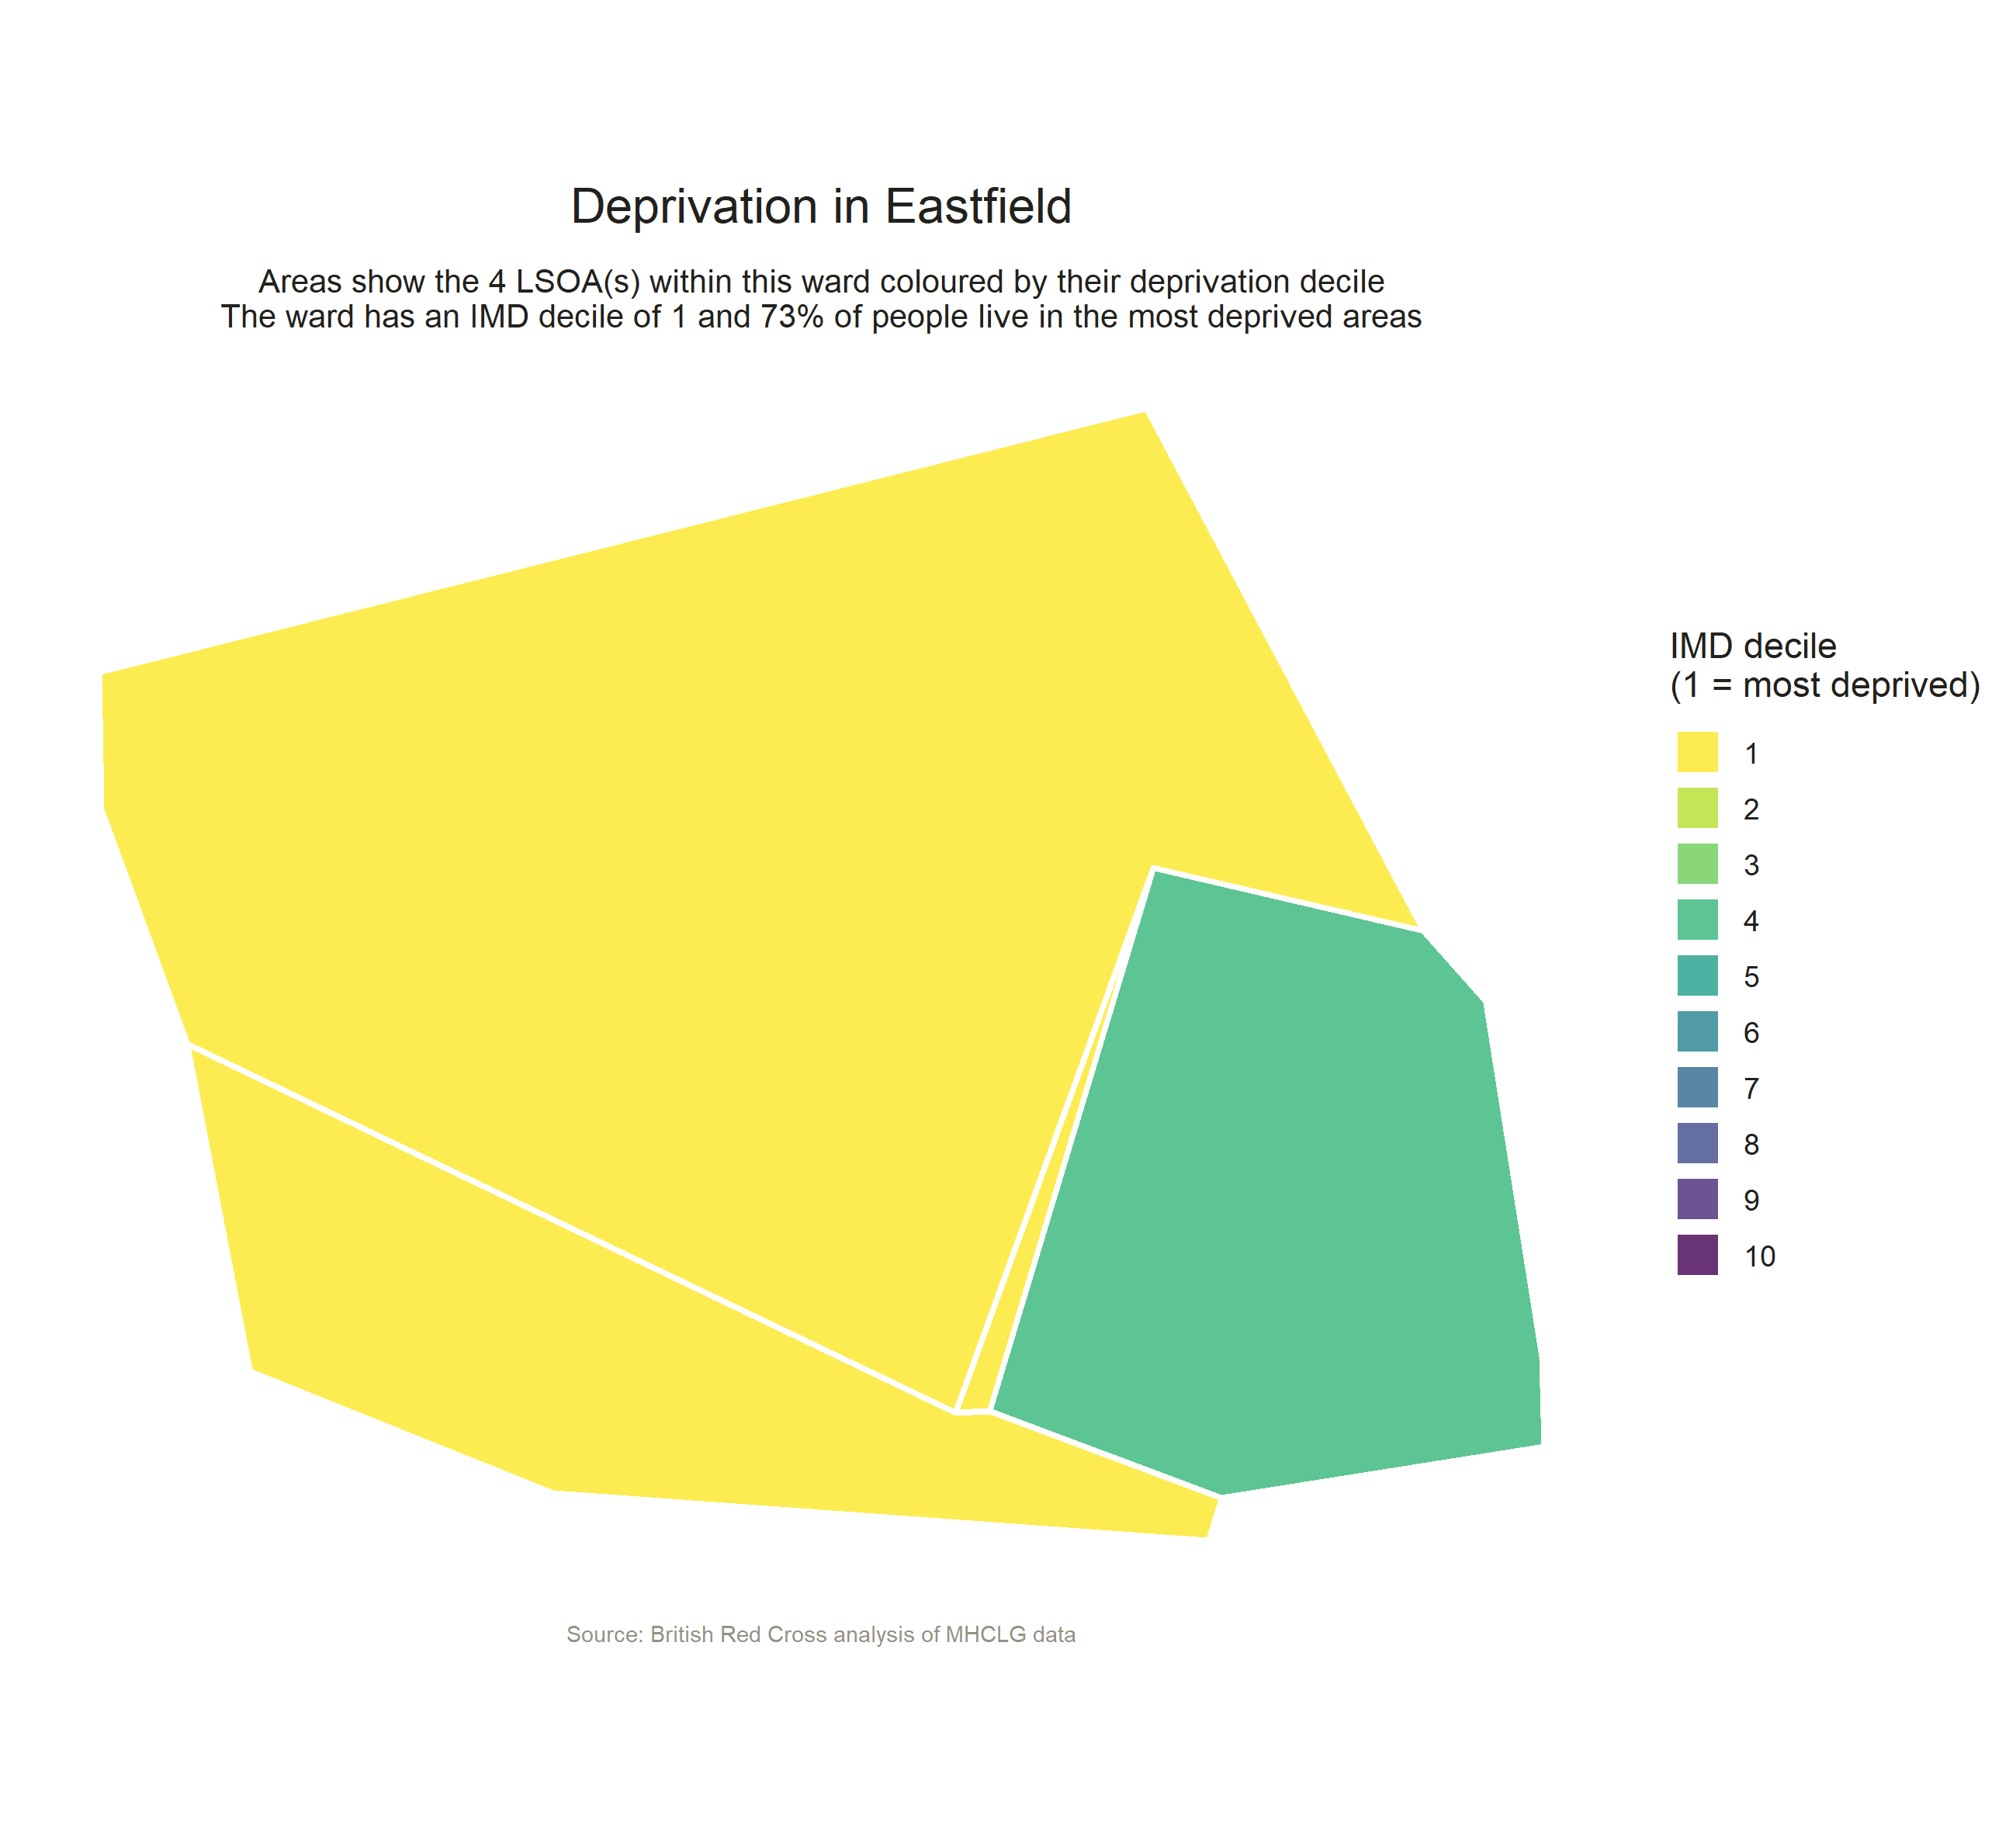 Deprivation in Eastfield
Areas show the 4 LSOA(s) within this ward coloured by their deprivation decile
The ward has an IMD decile of 1 and 73% of people live in the most deprived areas
IMD decile
(1 = most deprived)
1
2
3
4
5
6
7
8
9
10
Source: British Red Cross analysis of MHCLG data